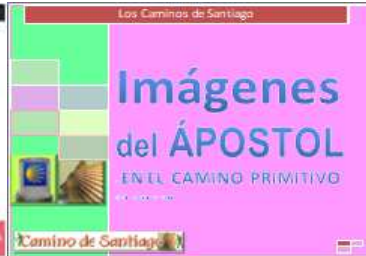 Los Caminos de Santiago
Imágenes
del ÁPOSTOL
EN EL CAMINO PRIMITIVO
Camino de Santiago